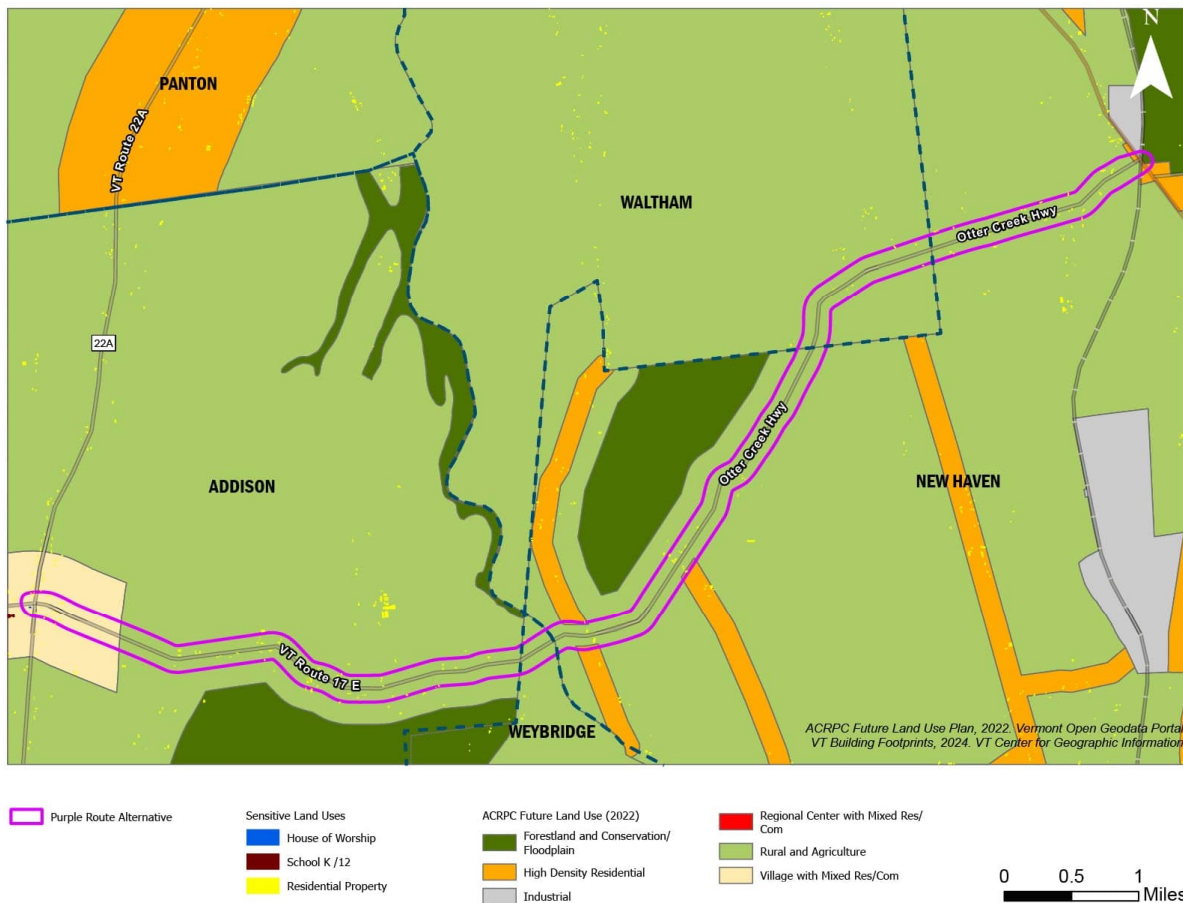 N
PANTON
VT Route 22A
WALTHAM
Otter Creek Hwy
22A
Otter Creek Hwy
ADDISON
NEW HAVEN
VT Route 17 E
WEYBRIDGE
ACRPC Future Land Use Plan, 2022. Vermont Open Geodata Portal
VT Building Footprints, 2024. VT Center for Geographic Information
Purple Route Alternative
Sensitive Land Uses
House of Worship
School K /12
Residential Property
ACRPC Future Land Use (2022)
Forestland and Conservation/
Floodplain
High Density Residential
Industrial
Regional Center with Mixed Res/
Com
Rural and Agriculture
Village with Mixed Res/Com
0 0.5 1
Miles